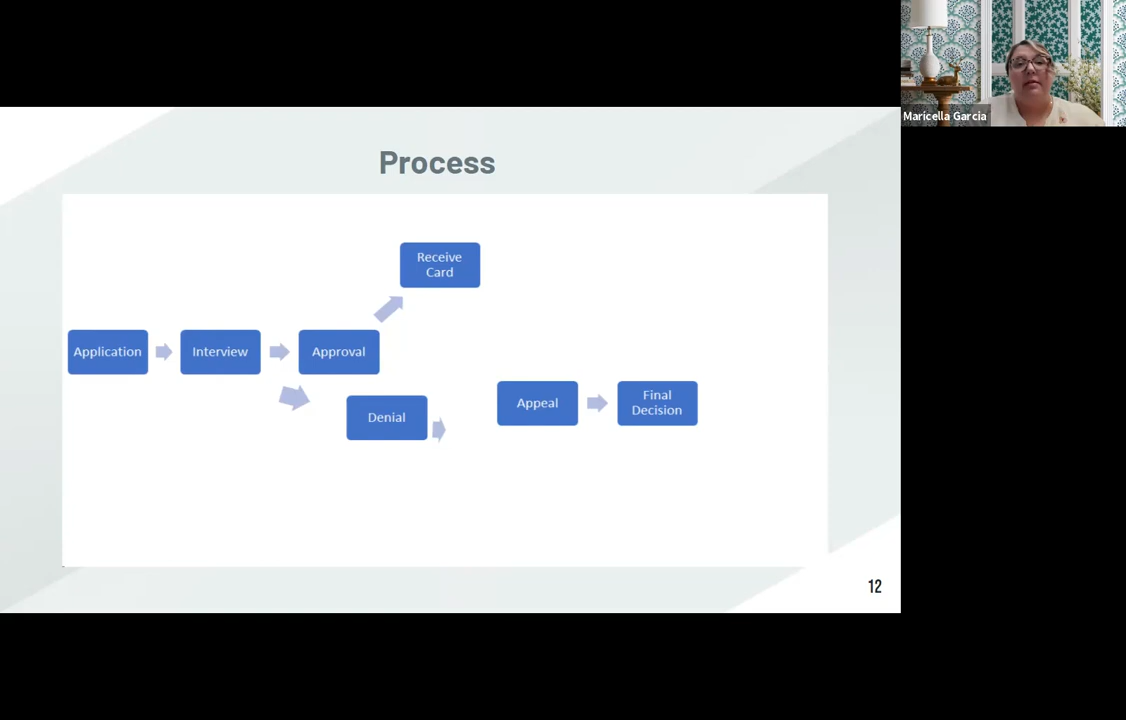 Maricella Garcia
Process
Receive
Card
Application
Interview
Approval
Denial
Appeal
Final
Decision
12